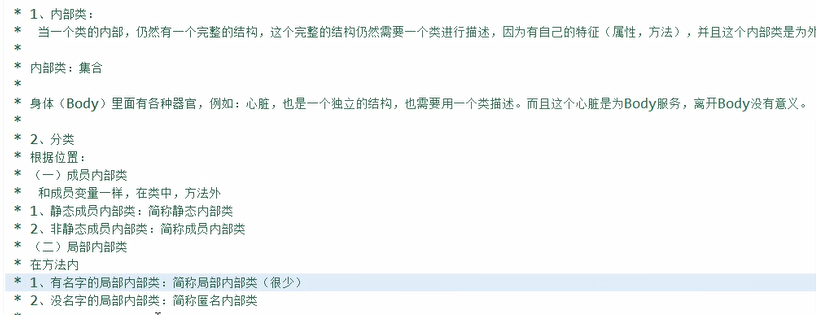 * 1、内部类：
* 当一个类的内部，仍然有一个完整的结构，这个完整的结构仍然需要一个类进行描述，因为有自己的特征（属性，方法），并且这个内部类是为外
*
* 内部类：集合
*
* 身体（Body）里面有各种器官，例如：心脏，也是一个独立的结构，也需要用一个类描述。而且这个心脏是为Body服务，离开Body没有意义。
*
* 2、分类
* 根据位置：
* （一）成员内部类
* 和成员变量一样，在类中，方法外
* 1、静态成员内部类：简称静态内部类
* 2、非静态成员内部类：简称成员内部类
* （二）局部内部类
* 在方法内
* 1、有名字的局部内部类：简称局部内部类（很少）
* 2、没名字的局部内部类：简称匿名内部类
*